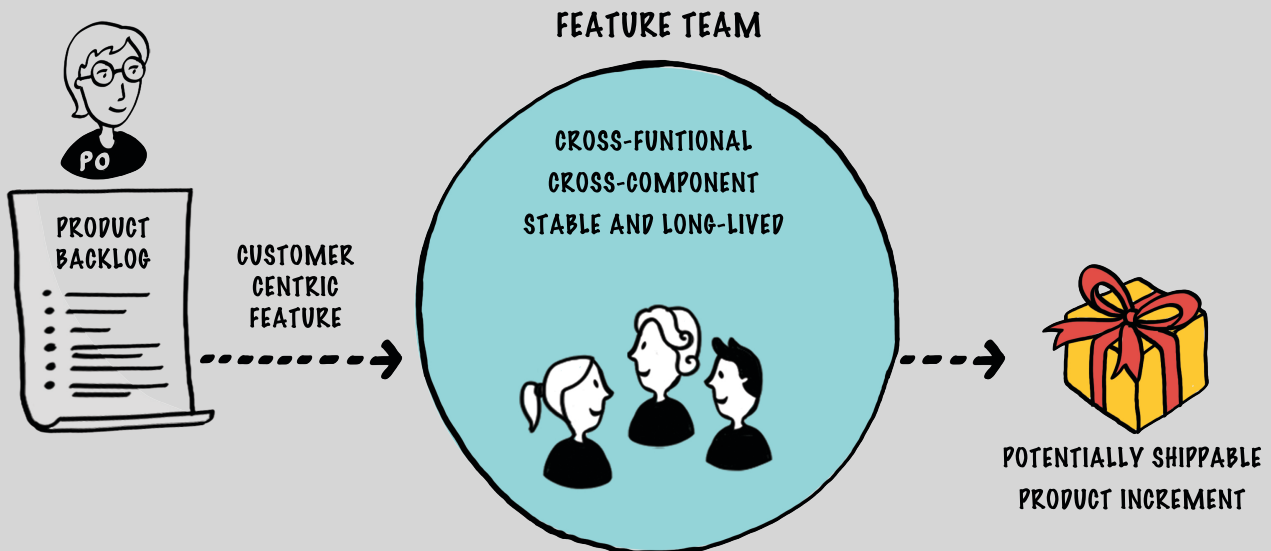 FEATURE TEAM
PO
PRODUCT
BACKLOG
CUSTOMER
CENTRIC
FEATURE
CROSS-FUNTIONAL
CROSS-COMPONENT
STABLE AND LONG-LIVED
POTENTIALLY SHIPPABLE
PRODUCT INCREMENT